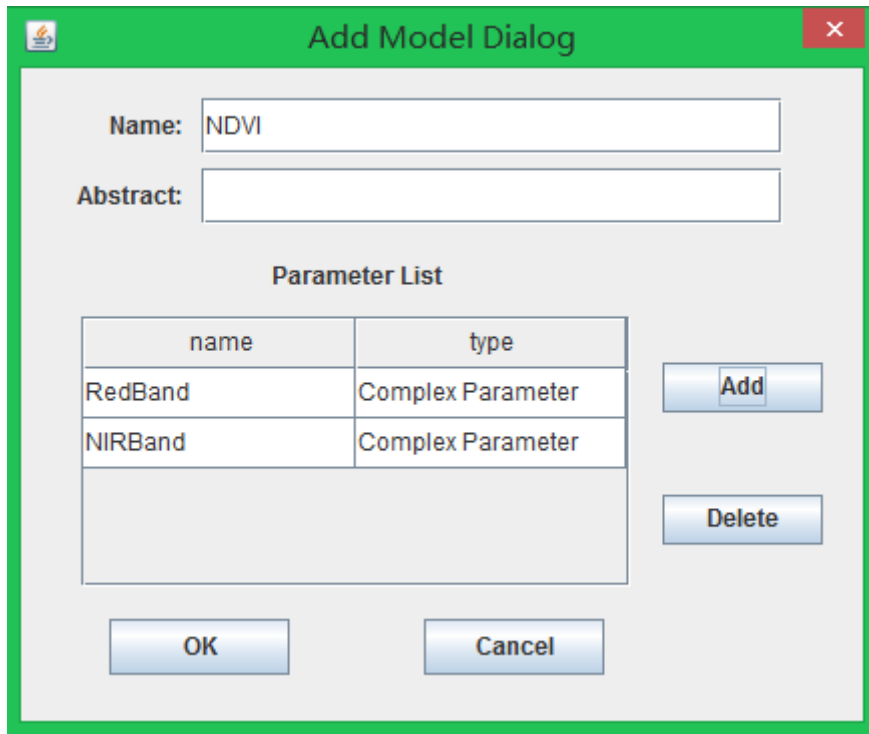 Add Model Dialog
Name: NDVI
Abstract:
Parameter List
name type
RedBand Complex Parameter
NIRBand Complex Parameter
Add
Delete
OK Cancel